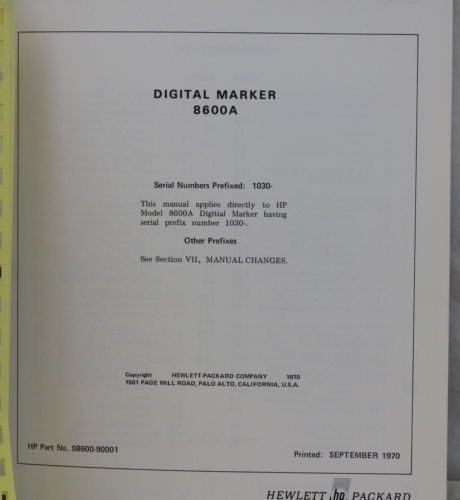 DIGITAL MARKER
8600A
Serial Numbers Prefixed: 1030-
This manual applies directly to HP
Model 8600A Digitial Marker having
serial prefix number 1030-.
Other Prefixes
See Section VII, MANUAL CHANGES.
Copyright HEWLETT-PACKARD COMPANY 1970
1501 PAGE MILL ROAD, PALO ALTO, CALIFORNIA, U.S.A.
HP Part No. 08600-90001
Printed: SEPTEMBER 1970
HEWLETT hp PACKARD